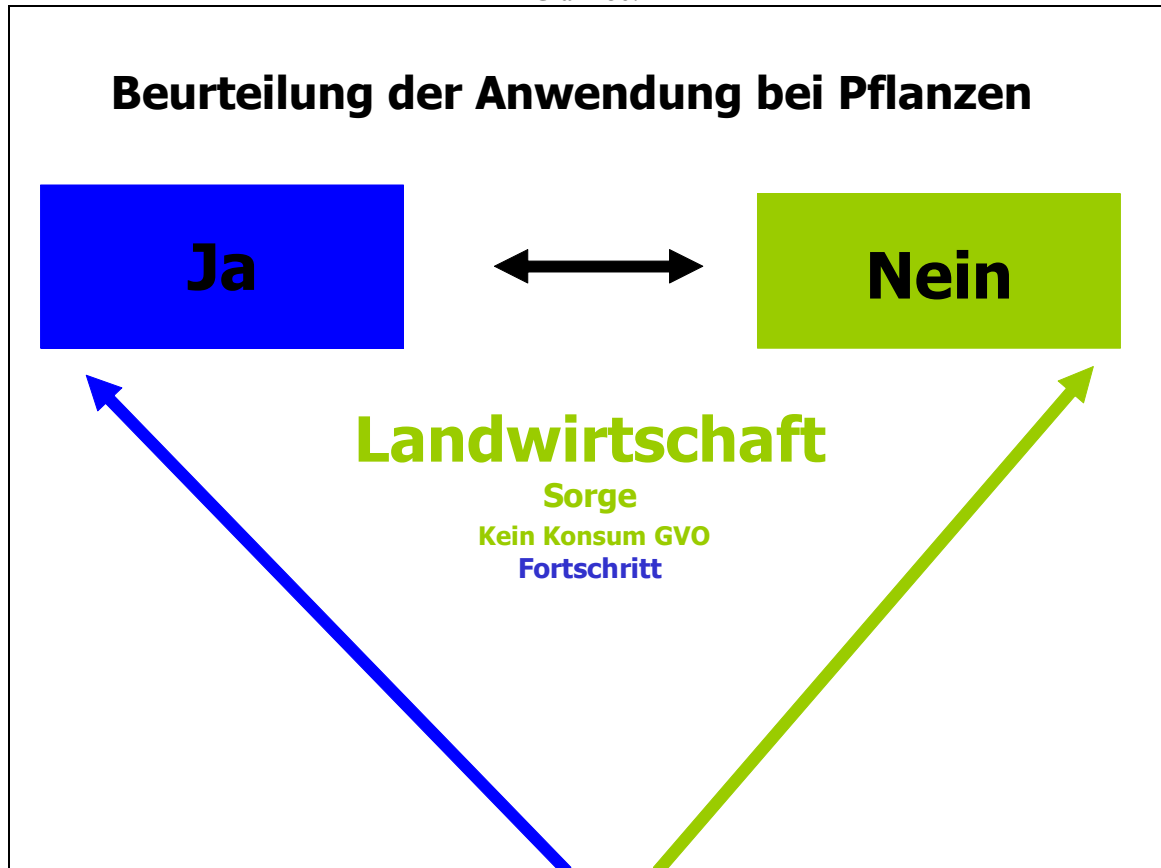 Beurteilung der Anwendung bei Pflanzen
Ja
Nein
Landwirtschaft
Sorge
Kein Konsum GVO
Fortschritt